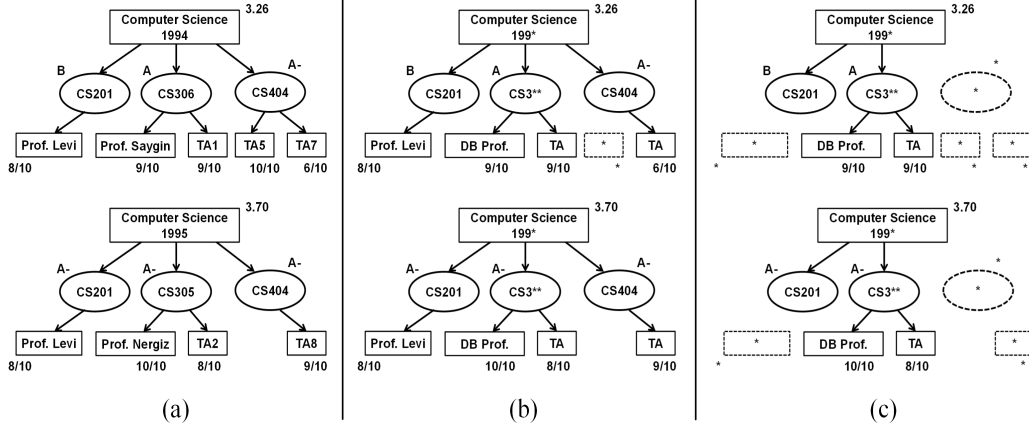 3.26
Computer Science
1994
B
A
A-
CS201
CS306
CS404
Prof. Levi
Prof. Saygin
TA1
TA5
TA7
8/10
9/10
9/10
10/10
6/10
3.70
Computer Science
1995
A-
A-
A-
CS201
CS305
CS404
Prof. Levi
Prof. Nergiz
TA2
TA8
8/10
10/10
8/10
9/10
(a)
3.26
Computer Science
199*
B
A
A-
CS201
CS3**
CS404
Prof. Levi
DB Prof.
TA
*
TA
8/10
9/10
9/10
*
6/10
3.70
Computer Science
199*
A-
A-
A-
CS201
CS3**
CS404
Prof. Levi
DB Prof.
TA
TA
8/10
10/10
8/10
9/10
(b)
3.26
Computer Science
199*
B
A
*
CS201
CS3**
*
*
DB Prof.
TA
*
*
*
9/10
9/10
*
*
3.70
Computer Science
199*
A-
A-
*
CS201
CS3**
*
*
DB Prof.
TA
*
*
10/10
8/10
*
(c)